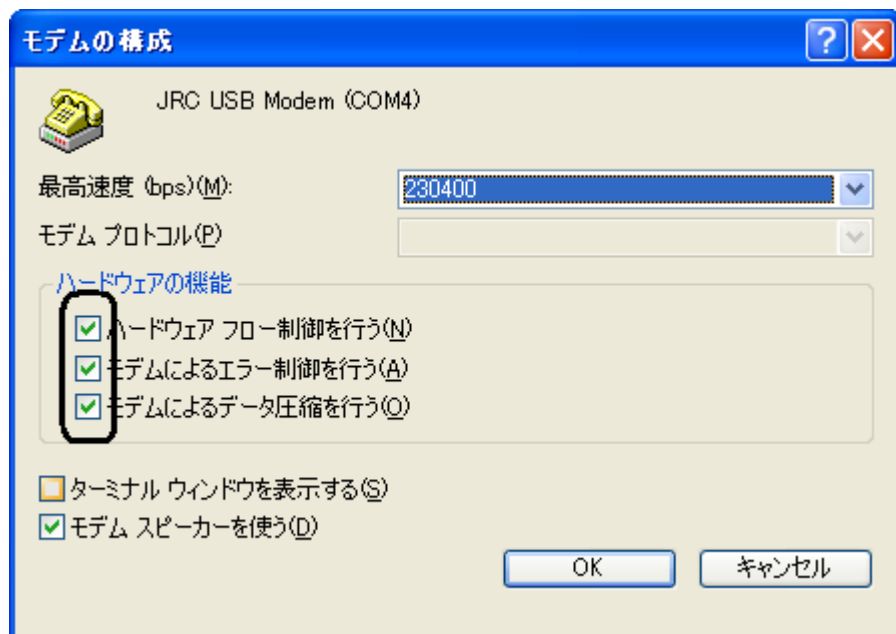 モデムの構成
JRC USB Modem (COM4)
最高速度 (bps)(M):
230400
モデム プロトコル(P)
ハードウェアの機能
ハードウェア フロー制御を行う(N)
モデムによるエラー制御を行う(A)
モデムによるデータ圧縮を行う(O)
ターミナル ウィンドウを表示する(S)
モデム スピーカーを使う(D)
OK キャンセル